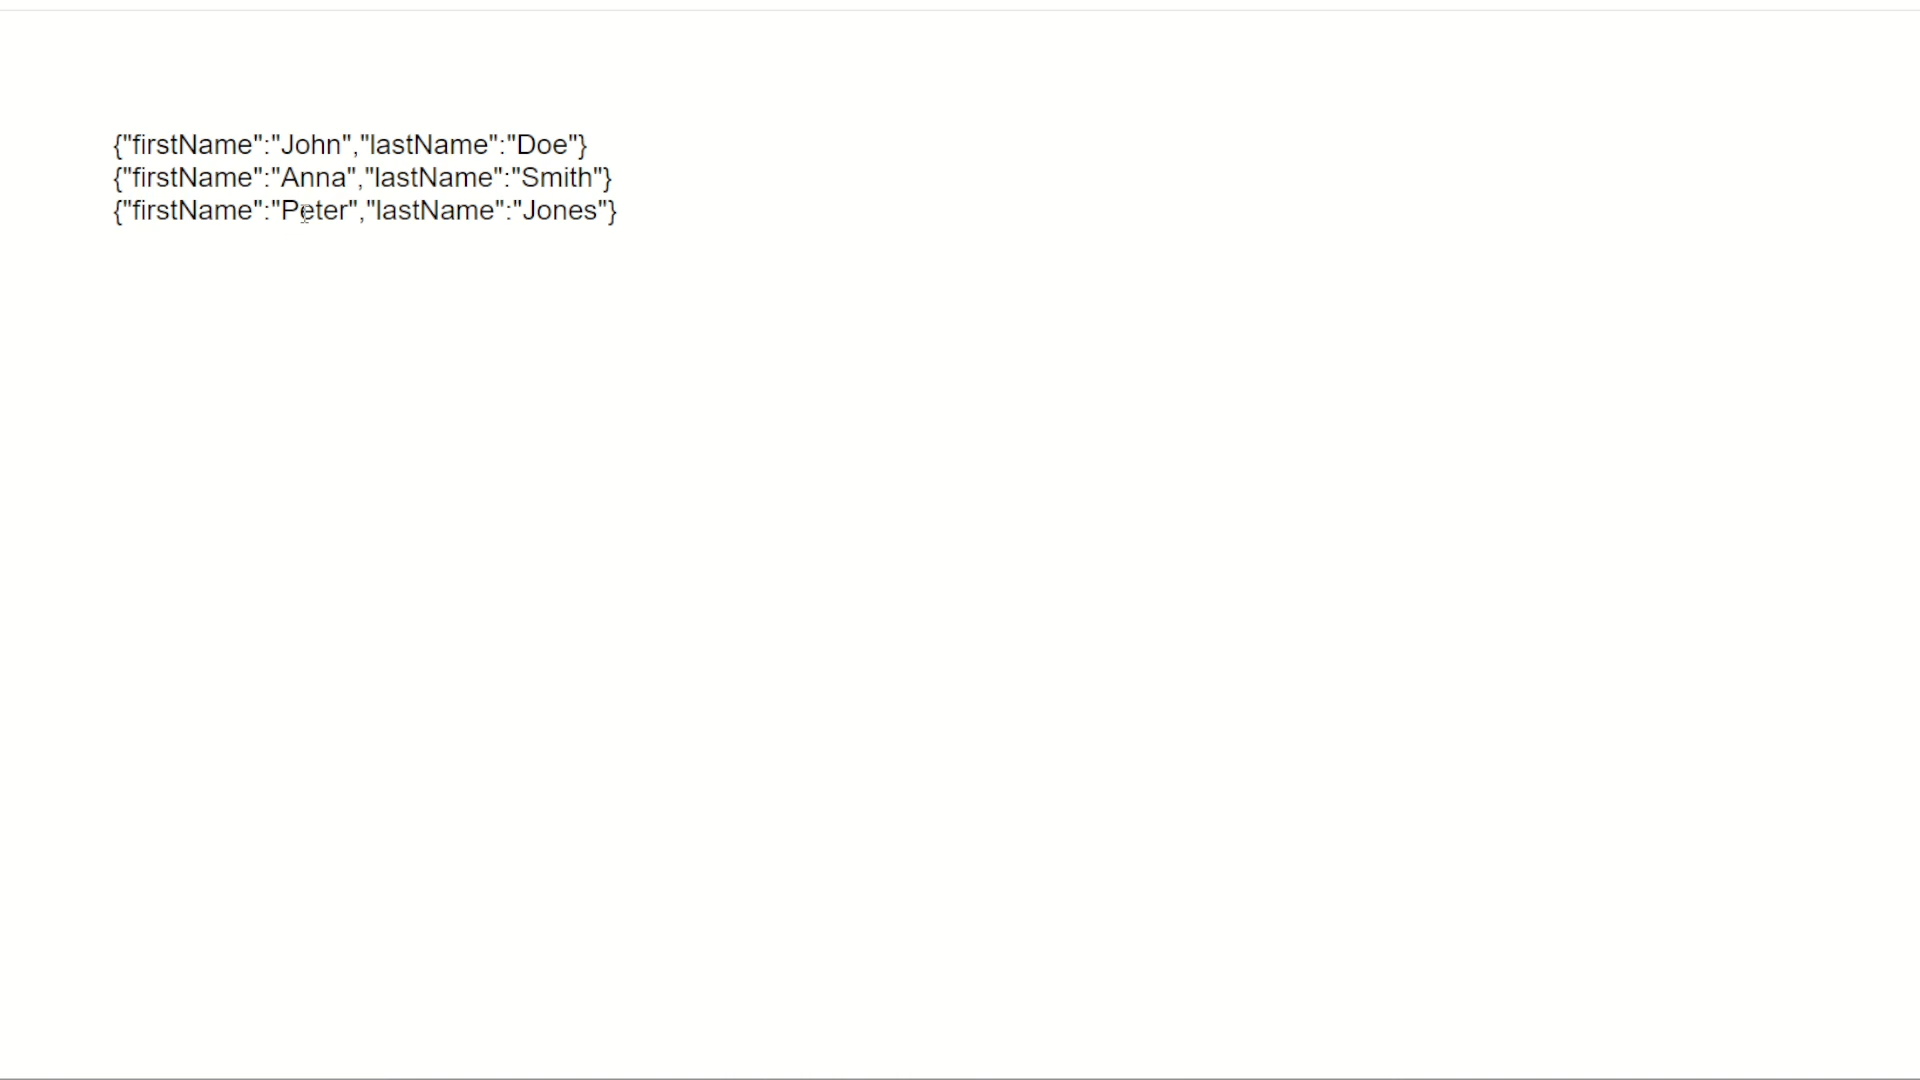 {"firstName":"John","lastName":"Doe"}
{"firstName":"Anna","lastName":"Smith"}
{"firstName":"Peter","lastName":"Jones"}